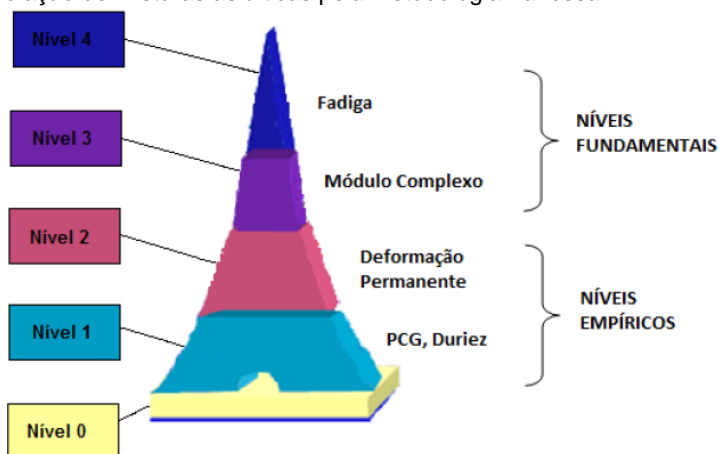 Nível 4
Fadiga
NÍVEIS
FUNDAMENTAIS
Nível 3
Módulo Complexo
Nível 2
Deformação
Permanente
NÍVEIS
EMPÍRICOS
Nível 1
PCG, Duriez
Nível 0